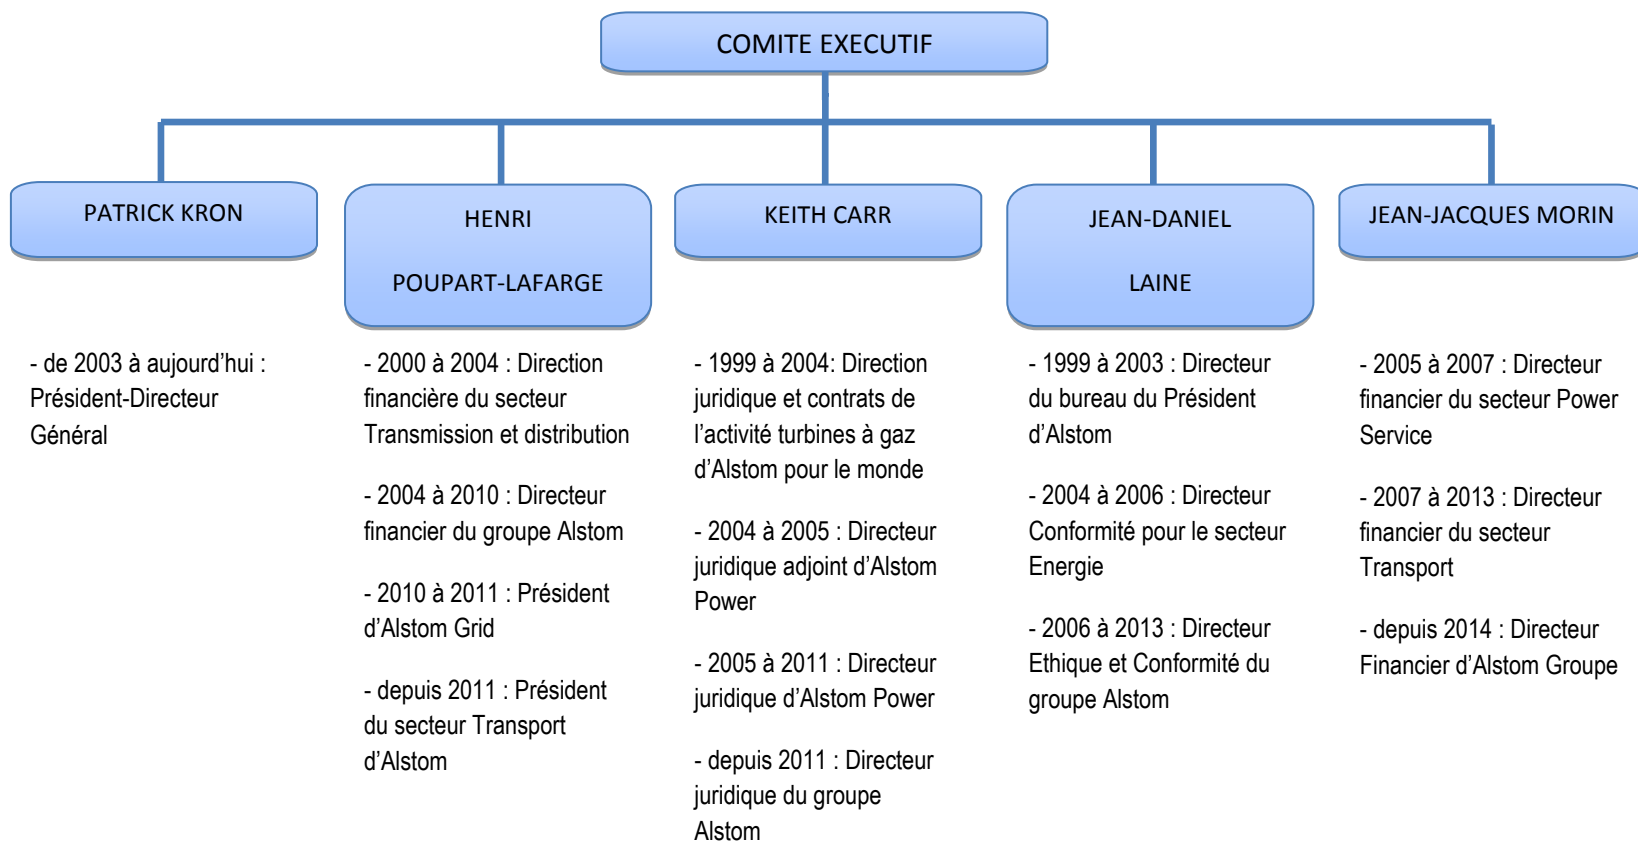 COMITE EXECUTIF
PATRICK KRON
- de 2003 à aujourd’hui :
Président-Directeur
Général
HENRI
POUPART-LAFARGE
- 2000 à 2004 : Direction
financière du secteur
Transmission et distribution
- 2004 à 2010 : Directeur
financier du groupe Alstom
- 2010 à 2011 : Président
d’Alstom Grid
- depuis 2011 : Président
du secteur Transport
d’Alstom
KEITH CARR
- 1999 à 2004: Direction
juridique et contrats de
l’activité turbines à gaz
d’Alstom pour le monde
- 2004 à 2005 : Directeur
juridique adjoint d’Alstom
Power
- 2005 à 2011 : Directeur
juridique d’Alstom Power
- depuis 2011 : Directeur
juridique du groupe
Alstom
JEAN-DANIEL
LAINE
- 1999 à 2003 : Directeur
du bureau du Président
d’Alstom
- 2004 à 2006 : Directeur
Conformité pour le secteur
Energie
- 2006 à 2013 : Directeur
Ethique et Conformité du
groupe Alstom
JEAN-JACQUES MORIN
- 2005 à 2007 : Directeur
financier du secteur Power
Service
- 2007 à 2013 : Directeur
financier du secteur
Transport
- depuis 2014 : Directeur
Financier d’Alstom Groupe